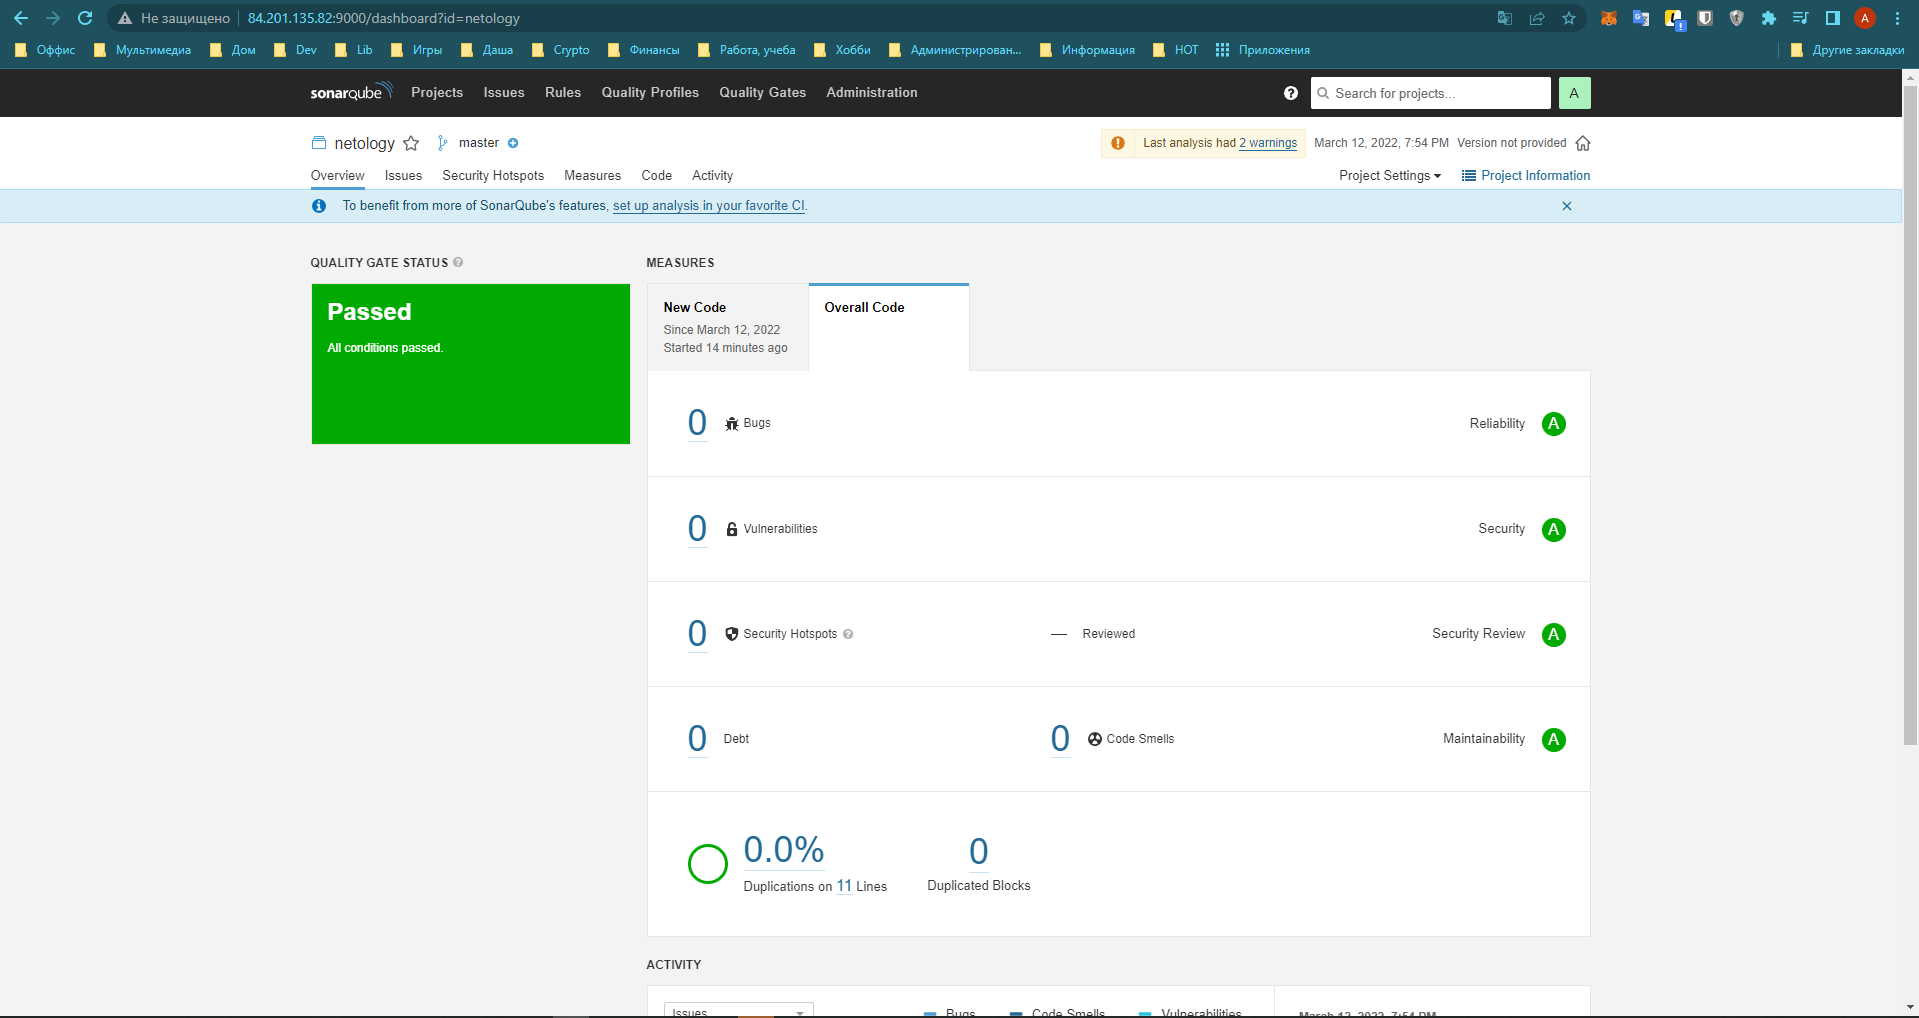 Не защищено 84.201.135.82:9000/dashboard?id=netology
A
Оффис Мультимедиа Дом Dev Lib Игры Даша Crypto Финансы Работа, учеба Хобби Администрирован... Информация НОТ Приложения Другие закладки
sonarqube Projects Issues Rules Quality Profiles Quality Gates Administration ? Search for projects... A
netology master Last analysis had 2 warnings March 12, 2022, 7:54 PM Version not provided
Overview Issues Security Hotspots Measures Code Activity Project Settings Project Information
To benefit from more of SonarQube's features, set up analysis in your favorite CI.
QUALITY GATE STATUS ?
Passed
All conditions passed.
MEASURES
New Code
Since March 12, 2022
Started 14 minutes ago
Overall Code
0 Bugs Reliability A
0 Vulnerabilities Security A
0 Security Hotspots ? — Reviewed Security Review A
0 Debt 0 Code Smells Maintainability A
0.0%
Duplications on 11 Lines
0
Duplicated Blocks
ACTIVITY
Issues Bugs Code Smells Vulnerabilities March 12, 2022, 7:54 PM